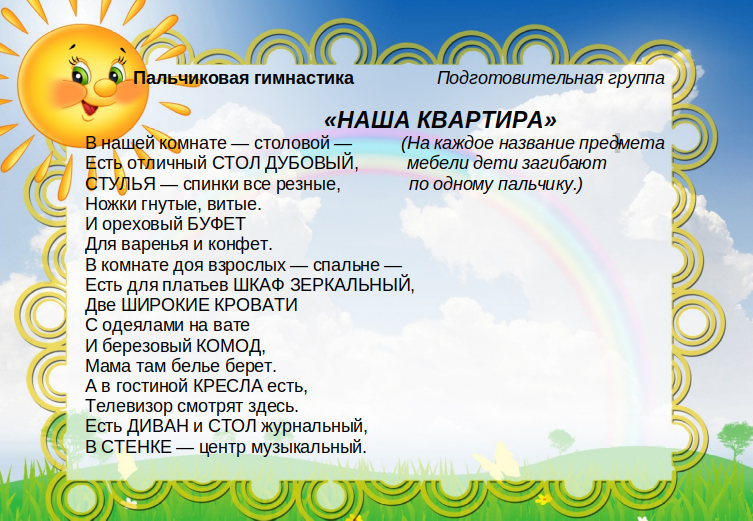 Пальчиковая гимнастика Подготовительная группа
«НАША КВАРТИРА»
В нашей комнате — столовой — (На каждое название предмета
Есть отличный СТОЛ ДУБОВЫЙ, мебели дети загибают
СТУЛЬЯ — спинки все резные, по одному пальчику.)
Ножки гнутые, витые.
И ореховый БУФЕТ
Для варенья и конфет.
В комнате доя взрослых — спальне —
Есть для платьев ШКАФ ЗЕРКАЛЬНЫЙ,
Две ШИРОКИЕ КРОВАТИ
С одеялами на вате
И березовый КОМОД,
Мама там белье берет.
А в гостиной КРЕСЛА есть,
Телевизор смотрят здесь.
Есть ДИВАН и СТОЛ журнальный,
В СТЕНКЕ — центр музыкальный.